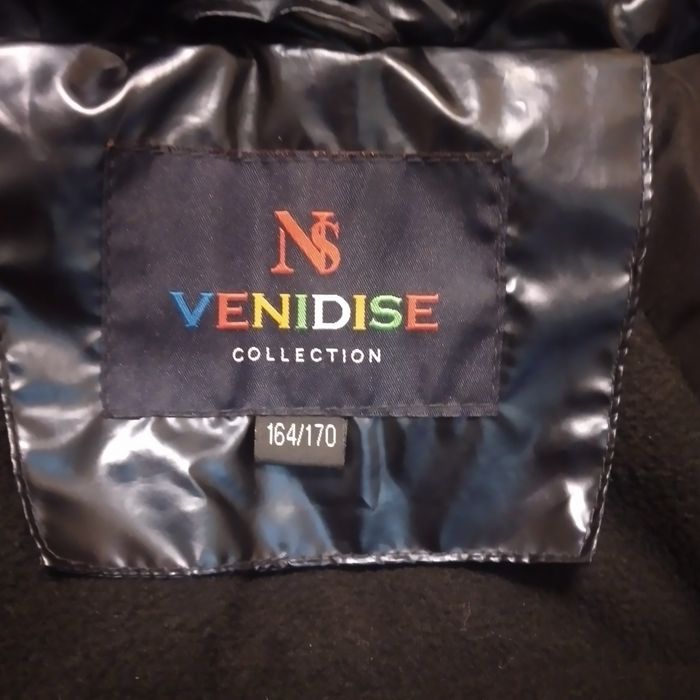 NS
VENIDISE
COLLECTION
164/170